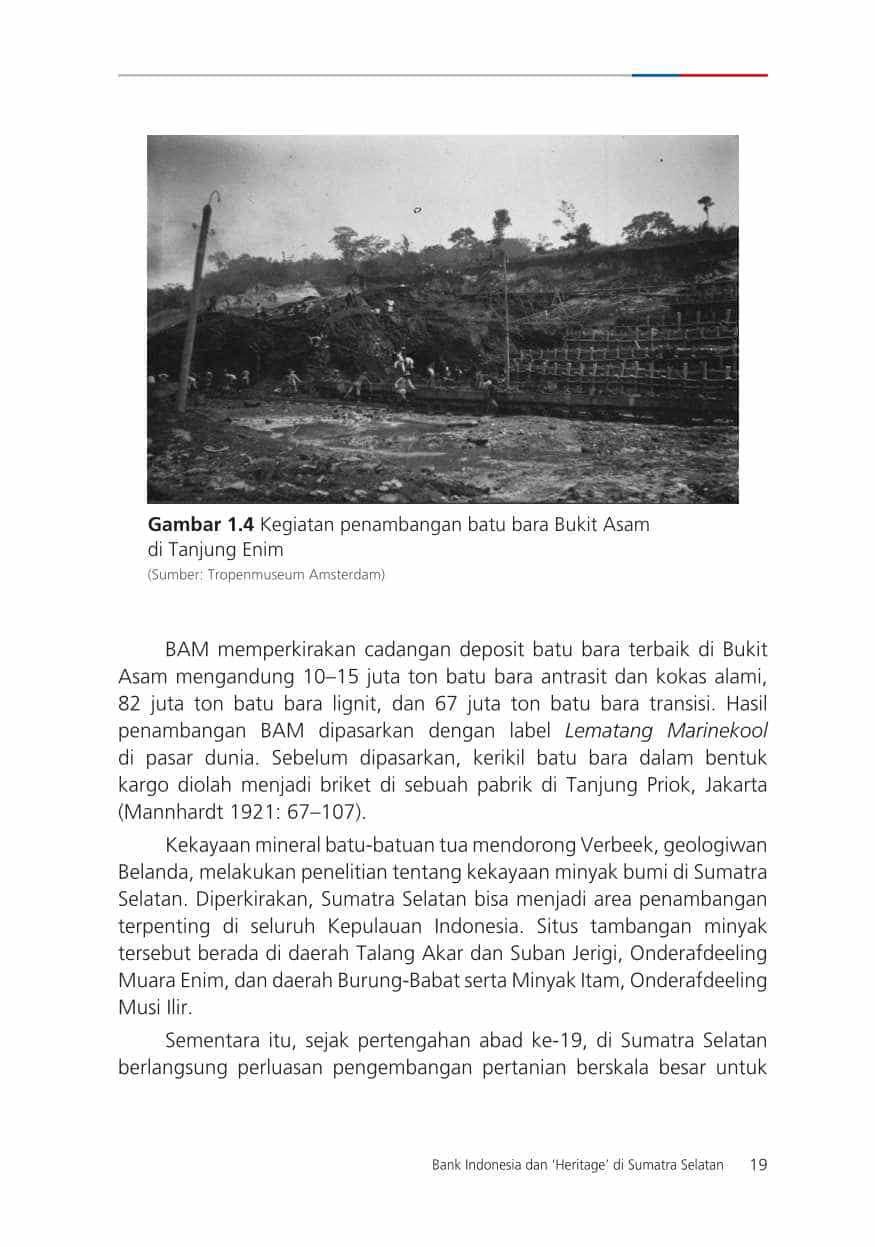 Gambar 1.4 Kegiatan penambangan batu bara Bukit Asam
di Tanjung Enim
(Sumber: Tropenmuseum Amsterdam)
BAM memperkirakan cadangan deposit batu bara terbaik di Bukit
Asam mengandung 10–15 juta ton batu bara antrasit dan kokas alami,
82 juta ton batu bara lignit, dan 67 juta ton batu bara transisi. Hasil
penambangan BAM dipasarkan dengan label Lematang Marinekool
di pasar dunia. Sebelum dipasarkan, kerikil batu bara dalam bentuk
kargo diolah menjadi briket di sebuah pabrik di Tanjung Priok, Jakarta
(Mannhardt 1921: 67–107).
Kekayaan mineral batu-batuan tua mendorong Verbeek, geologiwan
Belanda, melakukan penelitian tentang kekayaan minyak bumi di Sumatra
Selatan. Diperkirakan, Sumatra Selatan bisa menjadi area penambangan
terpenting di seluruh Kepulauan Indonesia. Situs tambangan minyak
tersebut berada di daerah Talang Akar dan Suban Jerigi, Onderafdeeling
Muara Enim, dan daerah Burung-Babat serta Minyak Itam, Onderafdeeling
Musi Ilir.
Sementara itu, sejak pertengahan abad ke-19, di Sumatra Selatan
berlangsung perluasan pengembangan pertanian berskala besar untuk
Bank Indonesia dan ‘Heritage’ di Sumatra Selatan 19